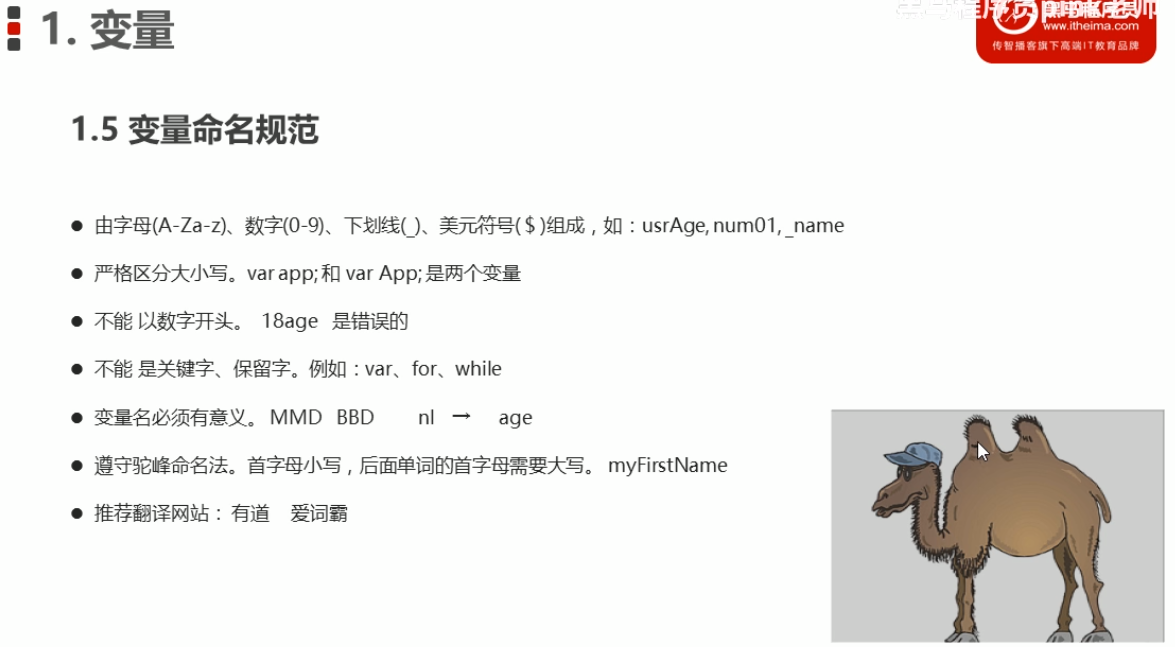 1. 变量
www.itheima.com
传智播客旗下高端IT教育品牌
1.5 变量命名规范
● 由字母(A-Za-z)、数字(0-9)、下划线(_)、美元符号( $ )组成，如：usrAge, num01, _name
● 严格区分大小写。var app; 和 var App; 是两个变量
● 不能 以数字开头。 18age 是错误的
● 不能 是关键字、保留字。例如：var、for、while
● 变量名必须有意义。 MMD BBD nl → age
● 遵守驼峰命名法。首字母小写，后面单词的首字母需要大写。 myFirstName
● 推荐翻译网站： 有道 爱词霸